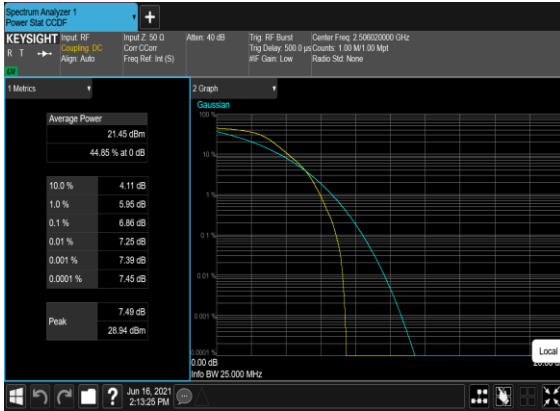 Spectrum Analyzer 1
Power Stat CCDF
KEYSIGHT
R T
Input: RF
Coupling: DC
Align: Auto
Input Z: 50 Ω
Corr CCorr
Freq Ref: Int (S)
Atten: 40 dB
Trig: RF Burst
Trig Delay: 500.0 µs
#IF Gain: Low
Center Freq: 2.506020000 GHz
Counts: 1.00 M/1.00 Mpt
Radio Std: None
1 Metrics
Average Power
21.45 dBm
44.85 % at 0 dB
10.0 % 4.11 dB
1.0 % 5.95 dB
0.1 % 6.86 dB
0.01 % 7.25 dB
0.001 % 7.39 dB
0.0001 % 7.45 dB
Peak
7.49 dB
28.94 dBm
2 Graph
Gaussian
100 %
10 %
1 %
0.1 %
0.01 %
0.001 %
0.0001 %
0.00 dB
Info BW 25.000 MHz
Local
Jun 16, 2021
2:13:25 PM